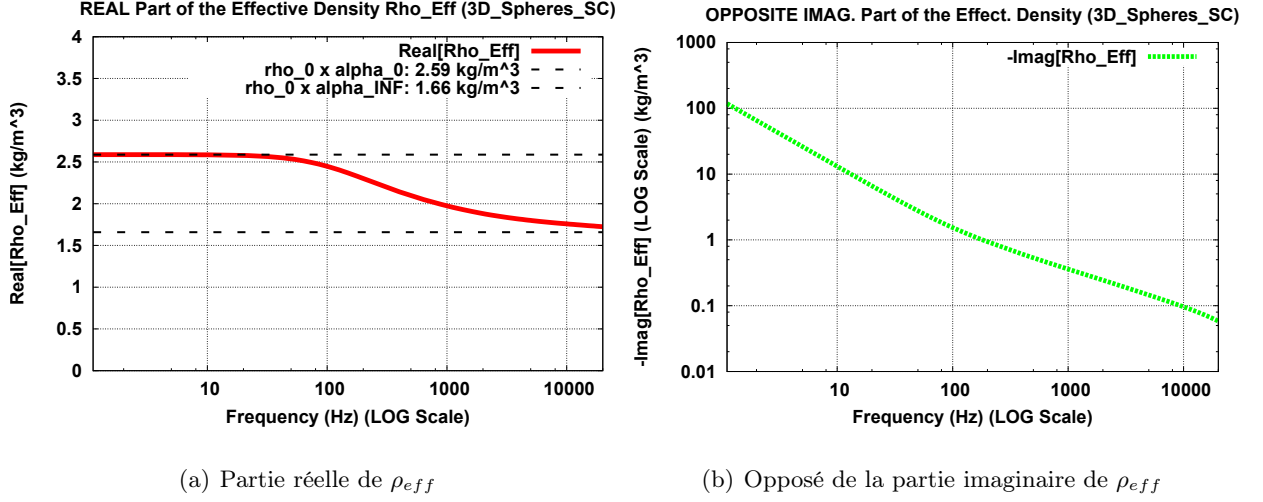 REAL Part of the Effective Density Rho_Eff (3D_Spheres_SC)
4
3.5
3
2.5
2
1.5
1
0.5
0
Real[Rho_Eff] (kg/m^3)
Real[Rho_Eff]
rho_0 x alpha_0: 2.59 kg/m^3
rho_0 x alpha_INF: 1.66 kg/m^3
10 100 1000 10000
Frequency (Hz) (LOG Scale)
(a) Partie réelle de ρeff
OPPOSITE IMAG. Part of the Effect. Density (3D_Spheres_SC)
1000
100
10
1
0.1
0.01
-Imag[Rho_Eff] (LOG Scale) (kg/m^3)
-Imag[Rho_Eff]
10 100 1000 10000
Frequency (Hz) (LOG Scale)
(b) Opposé de la partie imaginaire de ρeff